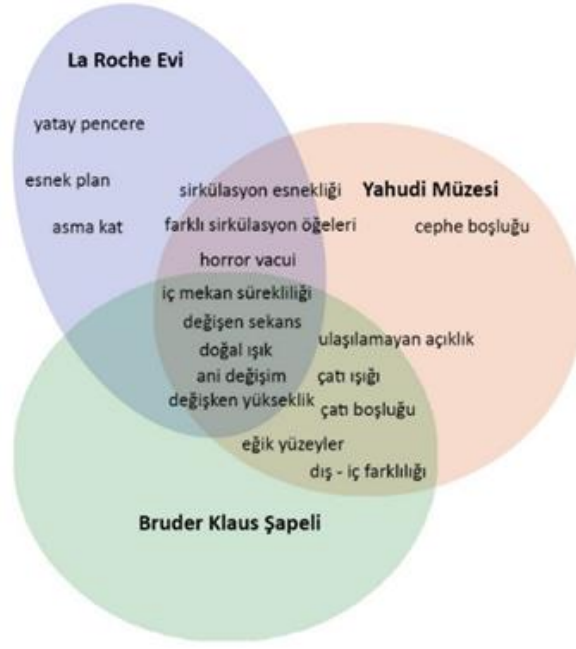 La Roche Evi
yatay pencere
esnek plan
asma kat
sirkülasyon esnekliği
Yahudi Müzesi
farklı sirkülasyon öğeleri
cephe boşluğu
horror vacui
iç mekan sürekliliği
değişen sekans
ulaşılamayan açıklık
doğal ışık
ani değişim
çatı ışığı
değişken yükseklik
çatı boşluğu
eğik yüzeyler
dış - iç farklılığı
Bruder Klaus Şapeli